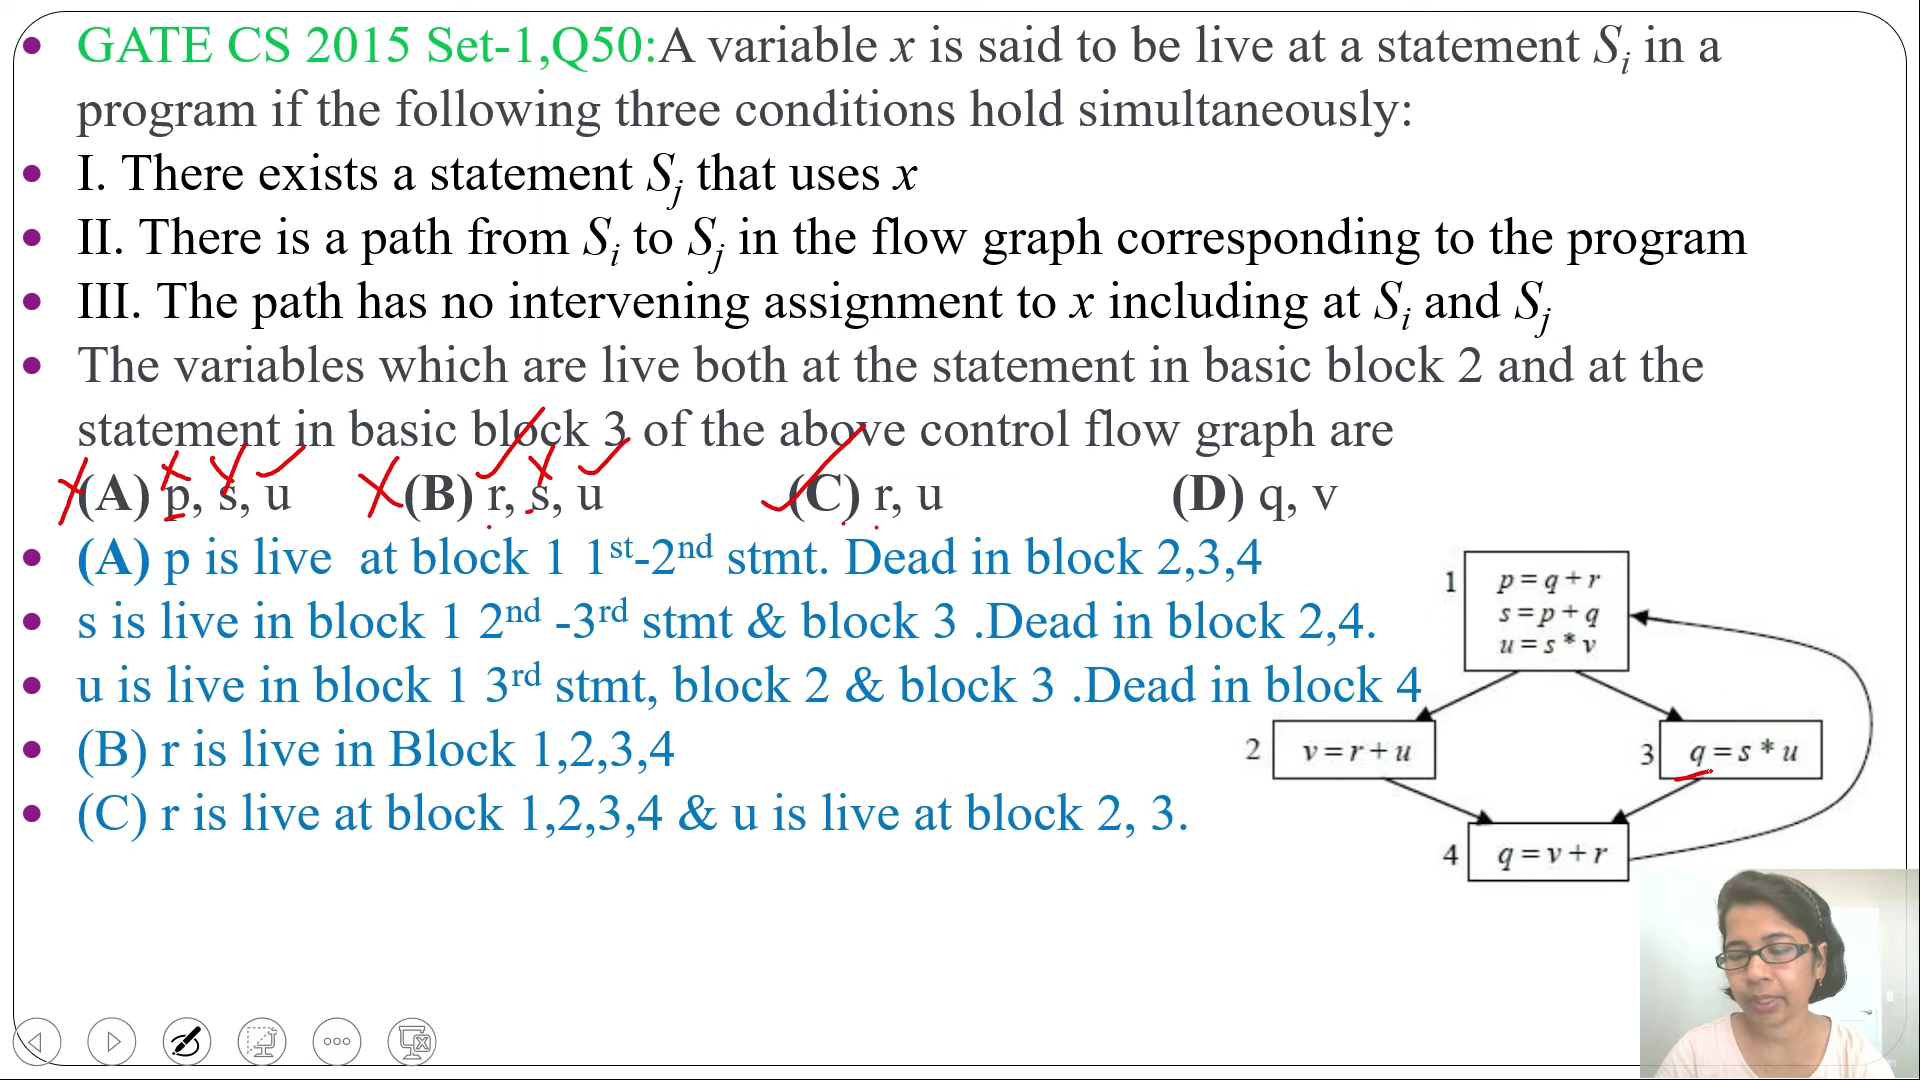 GATE CS 2015 Set-1,Q50:A variable x is said to be live at a statement Si in a
program if the following three conditions hold simultaneously:
I. There exists a statement Sj that uses x
II. There is a path from Si to Sj in the flow graph corresponding to the program
III. The path has no intervening assignment to x including at Si and Sj
The variables which are live both at the statement in basic block 2 and at the
statement in basic block 3 of the above control flow graph are
(A) p, s, u (B) r, s, u (C) r, u (D) q, v
(A) p is live at block 1 1st-2nd stmt. Dead in block 2,3,4
s is live in block 1 2nd -3rd stmt & block 3 .Dead in block 2,4.
u is live in block 1 3rd stmt, block 2 & block 3 .Dead in block 4
(B) r is live in Block 1,2,3,4
(C) r is live at block 1,2,3,4 & u is live at block 2, 3.
1
p = q + r
s = p + q
u = s * v
2
v = r + u
3
q = s * u
4
q = v + r